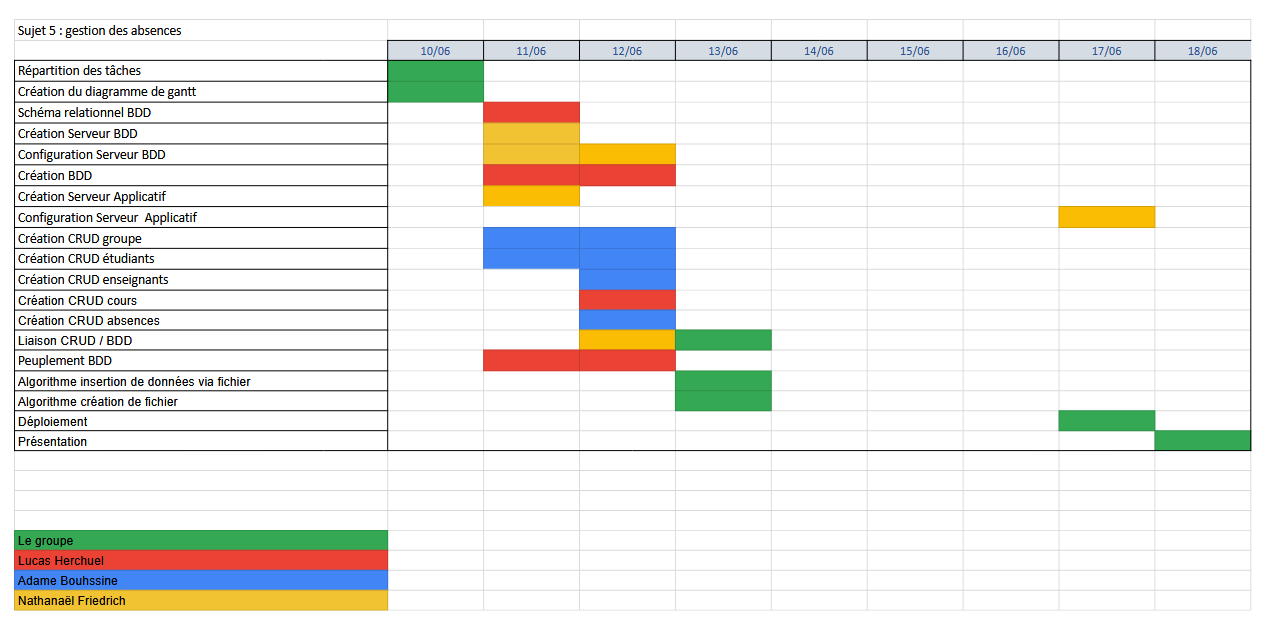 Sujet 5 : gestion des absences
10/06 11/06 12/06 13/06 14/06 15/06 16/06 17/06 18/06
Répartition des tâches
Création du diagramme de gantt
Schéma relationnel BDD
Création Serveur BDD
Configuration Serveur BDD
Création BDD
Création Serveur Applicatif
Configuration Serveur  Applicatif
Création CRUD groupe
Création CRUD étudiants
Création CRUD enseignants
Création CRUD cours
Création CRUD absences
Liaison CRUD / BDD
Peuplement BDD
Algorithme insertion de données via fichier
Algorithme création de fichier
Déploiement
Présentation
Le groupe
Lucas Herchuel
Adame Bouhssine
Nathanaël Friedrich